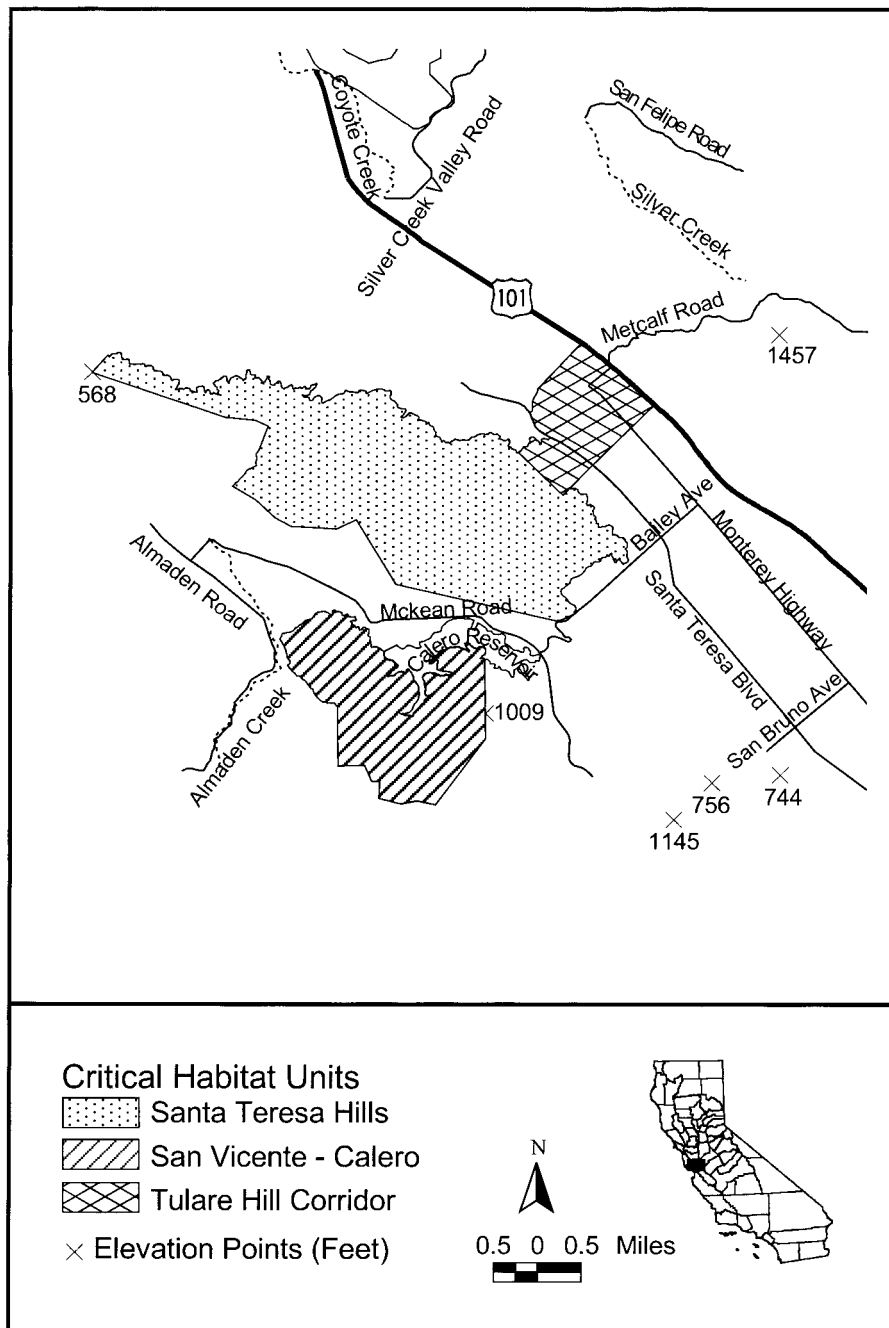 Coyote Creek
Silver Creek Valley Road
San Felipe Road
Silver Creek
101
Metcalf Road
1457
568
Bailey Ave
Monterey Highway
Almaden Road
Mckean Road
Calero Reservoir
Santa Teresa Blvd
1009
San Bruno Ave
Almaden Creek
756
744
1145
Critical Habitat Units
Santa Teresa Hills
San Vicente - Calero
Tulare Hill Corridor
× Elevation Points (Feet)
N
0.5 0 0.5 Miles